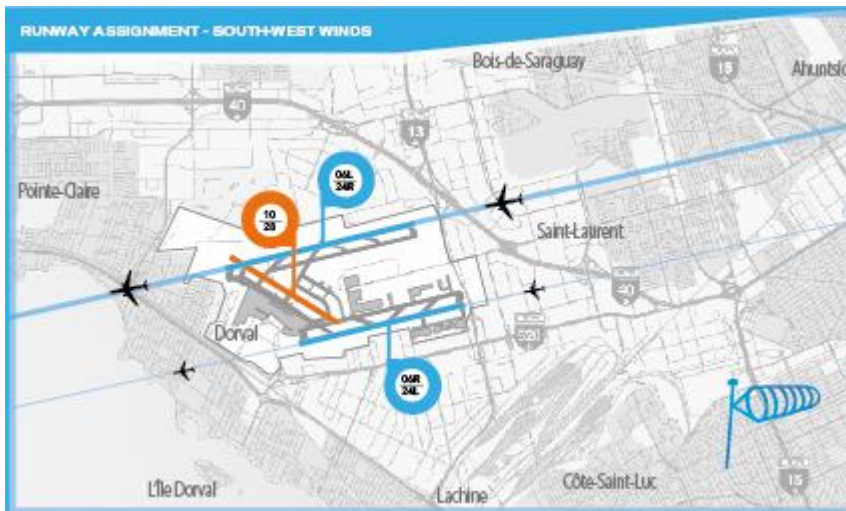 RUNWAY ASSIGNMENT - SOUTH-WEST WINDS
Bois-de-Saraguay
15
Ahuntsic
40
13
Pointe-Claire
06L
24R
10
28
Saint-Laurent
40
Dorval
520
06R
24L
L'Île Dorval
Lachine
Côte-Saint-Luc
15